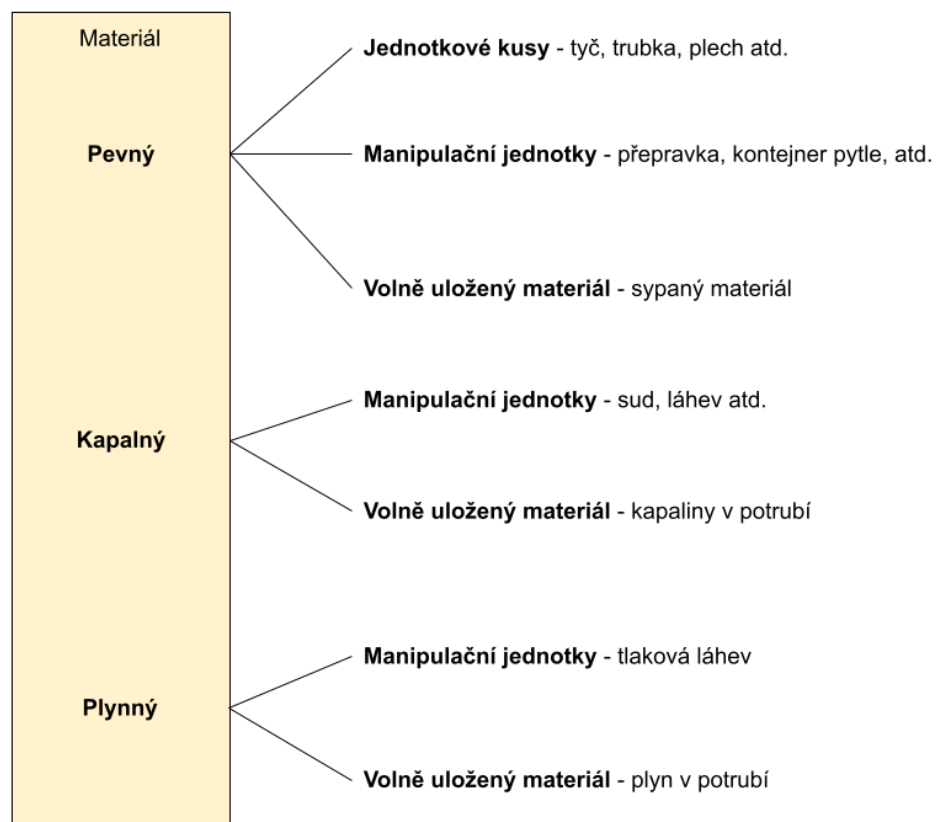 Materiál
Jednotkové kusy - tyč, trubka, plech atd.
Pevný
Manipulační jednotky - přepravka, kontejner pytle, atd.
Volně uložený materiál - sypaný materiál
Manipulační jednotky - sud, láhev atd.
Kapalný
Volně uložený materiál - kapaliny v potrubí
Manipulační jednotky - tlaková láhev
Plynný
Volně uložený materiál - plyn v potrubí